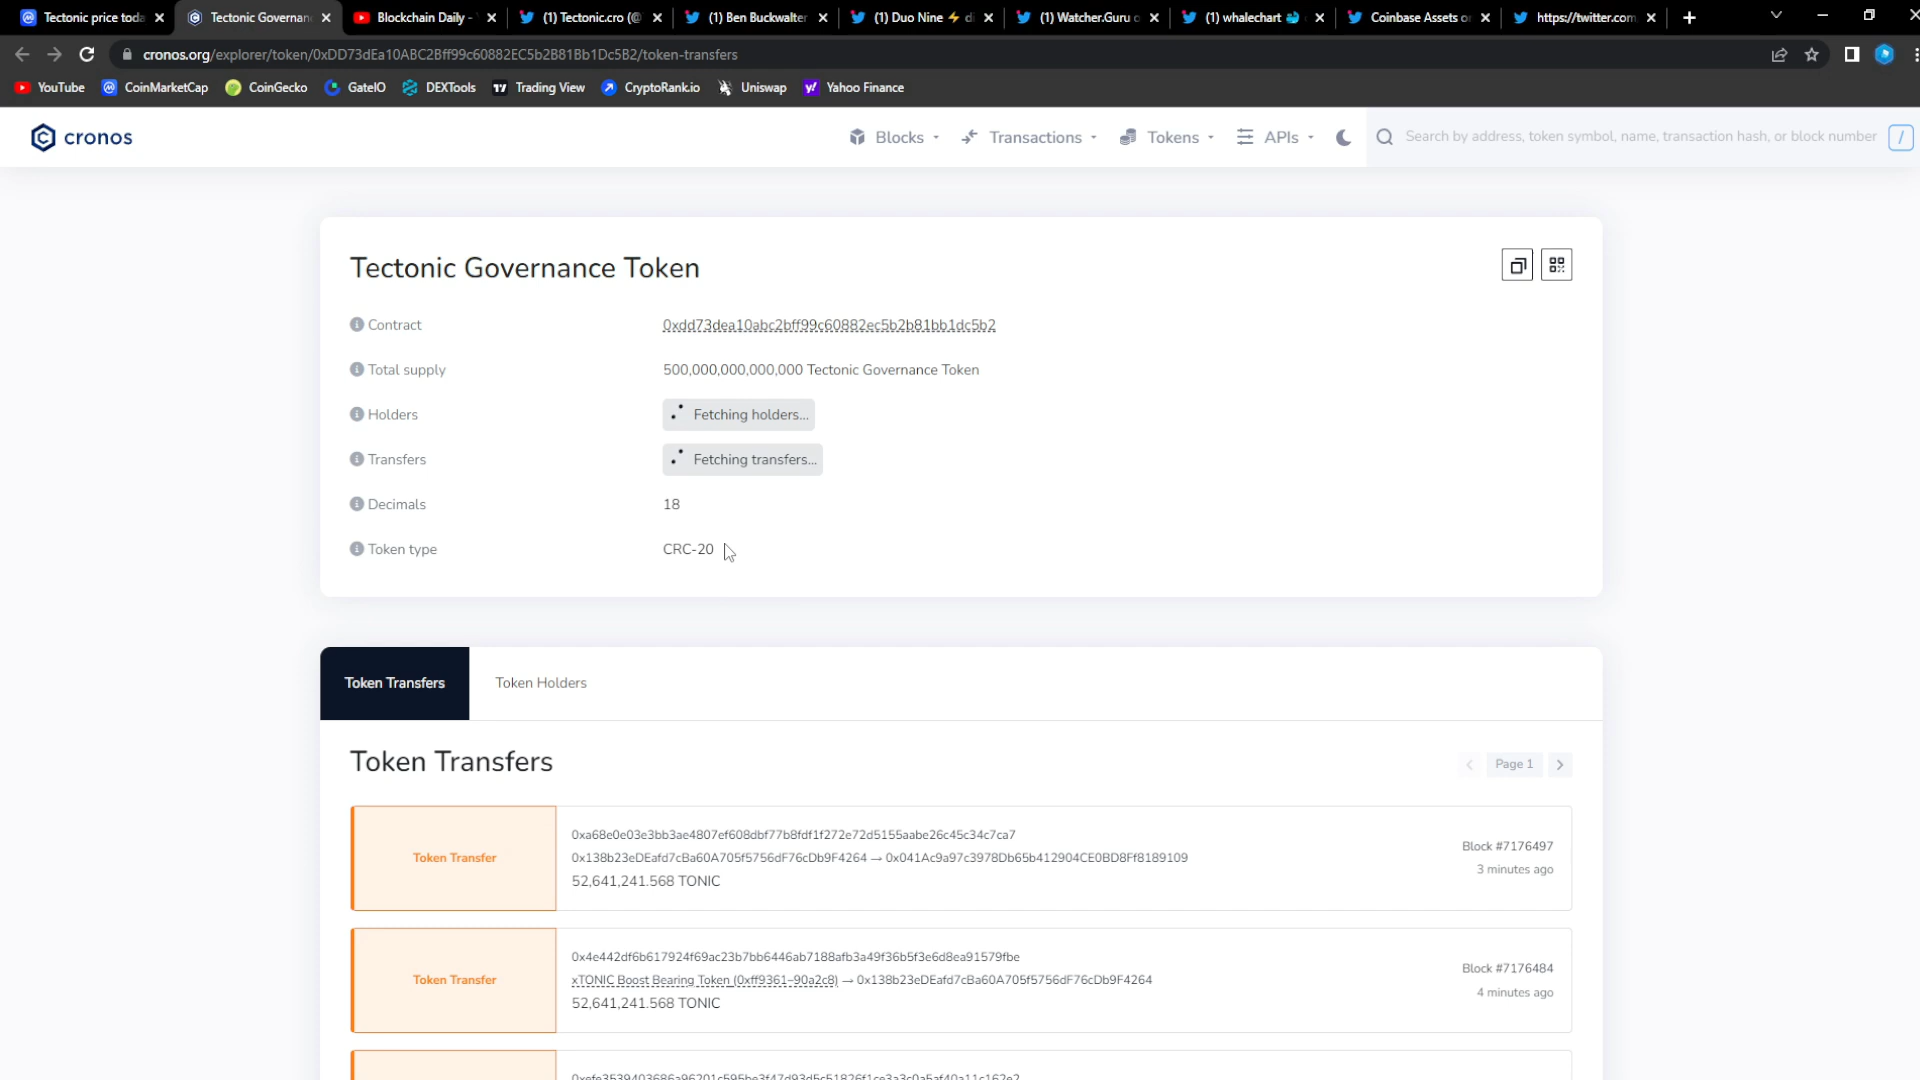 Tectonic price toda
Tectonic Governan
Blockchain Daily -
(1) Tectonic.cro (@
(1) Ben Buckwalter
(1) Duo Nine ⚡ di
(1) Watcher.Guru o
(1) whalechart
Coinbase Assets o
https://twitter.com
cronos.org/explorer/token/0xDD73dEa10ABC2Bff99c60882EC5b2B81Bb1Dc5B2/token-transfers
YouTube
CoinMarketCap
CoinGecko
GateIO
DEXTools
Trading View
CryptoRank.io
Uniswap
Yahoo Finance
cronos
Blocks
Transactions
Tokens
APIs
Search by address, token symbol, name, transaction hash, or block number
/
Tectonic Governance Token
Contract
0xdd73dea10abc2bff99c60882ec5b2b81bb1dc5b2
Total supply
500,000,000,000,000 Tectonic Governance Token
Holders
Fetching holders...
Transfers
Fetching transfers...
Decimals
18
Token type
CRC-20
Token Transfers
Token Holders
Token Transfers
Page 1
Token Transfer
0xa68e0e03e3bb3ae4807ef608dbf77b8fdf1f272e72d5155aabe26c45c34c7ca7
0x138b23eDEafd7cBa60A705f5756dF76cDb9F4264 → 0x041Ac9a97c3978Db65b412904CE0BD8Ff8189109
52,641,241.568 TONIC
Block #7176497
3 minutes ago
Token Transfer
0x4e442df6b617924f69ac23b7bb6446ab7188afb3a49f36b5f3e6d8ea91579fbe
xTONIC Boost Bearing Token (0xff9361–90a2c8) → 0x138b23eDEafd7cBa60A705f5756dF76cDb9F4264
52,641,241.568 TONIC
Block #7176484
4 minutes ago